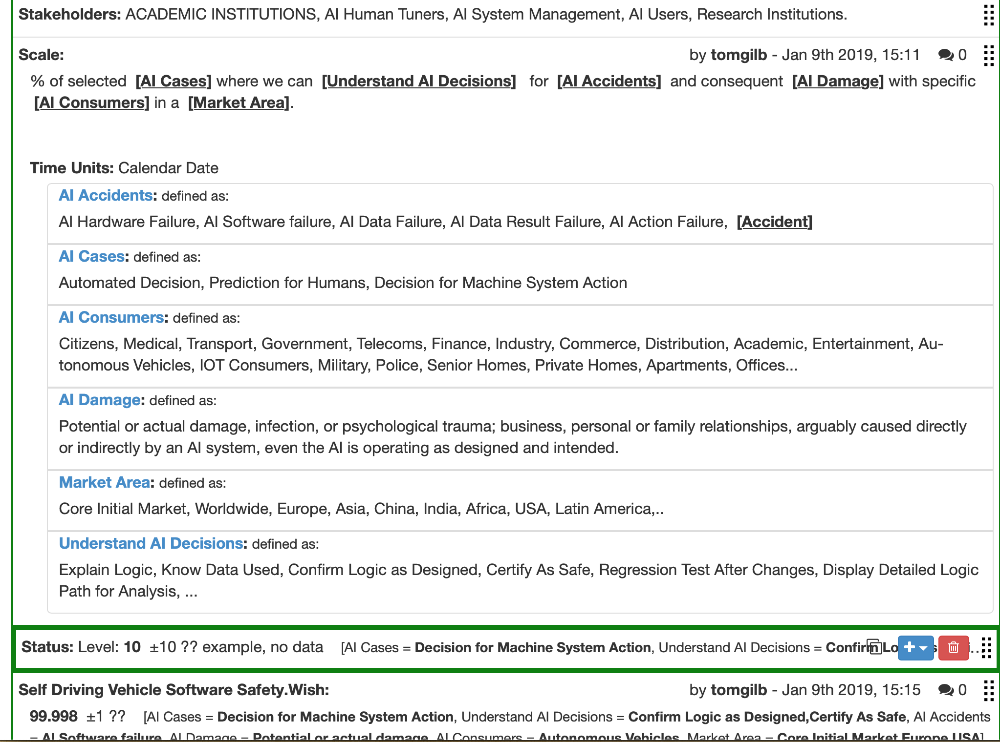 Stakeholders: ACADEMIC INSTITUTIONS, AI Human Tuners, AI System Management, AI Users, Research Institutions.
Scale: by tomgilb - Jan 9th 2019, 15:11 0
% of selected [AI Cases] where we can [Understand AI Decisions] for [AI Accidents] and consequent [AI Damage] with specific
[AI Consumers] in a [Market Area].
Time Units: Calendar Date
AI Accidents: defined as:
AI Hardware Failure, AI Software failure, AI Data Failure, AI Data Result Failure, AI Action Failure, [Accident]
AI Cases: defined as:
Automated Decision, Prediction for Humans, Decision for Machine System Action
AI Consumers: defined as:
Citizens, Medical, Transport, Government, Telecoms, Finance, Industry, Commerce, Distribution, Academic, Entertainment, Au-
tonomous Vehicles, IOT Consumers, Military, Police, Senior Homes, Private Homes, Apartments, Offices...
AI Damage: defined as:
Potential or actual damage, infection, or psychological trauma; business, personal or family relationships, arguably caused directly
or indirectly by an AI system, even the AI is operating as designed and intended.
Market Area: defined as:
Core Initial Market, Worldwide, Europe, Asia, China, India, Africa, USA, Latin America,..
Understand AI Decisions: defined as:
Explain Logic, Know Data Used, Confirm Logic as Designed, Certify As Safe, Regression Test After Changes, Display Detailed Logic
Path for Analysis, ...
Status: Level: 10 ±10 ?? example, no data [AI Cases = Decision for Machine System Action, Understand AI Decisions = Confirm
Self Driving Vehicle Software Safety.Wish: by tomgilb - Jan 9th 2019, 15:15 0
99.998 ±1 ?? [AI Cases = Decision for Machine System Action, Understand AI Decisions = Confirm Logic as Designed,Certify As Safe, AI Accidents
= AI Software failure, AI Damage = Potential or actual damage, AI Consumers = Autonomous Vehicles, Market Area = Core Initial Market,Europe,USA]